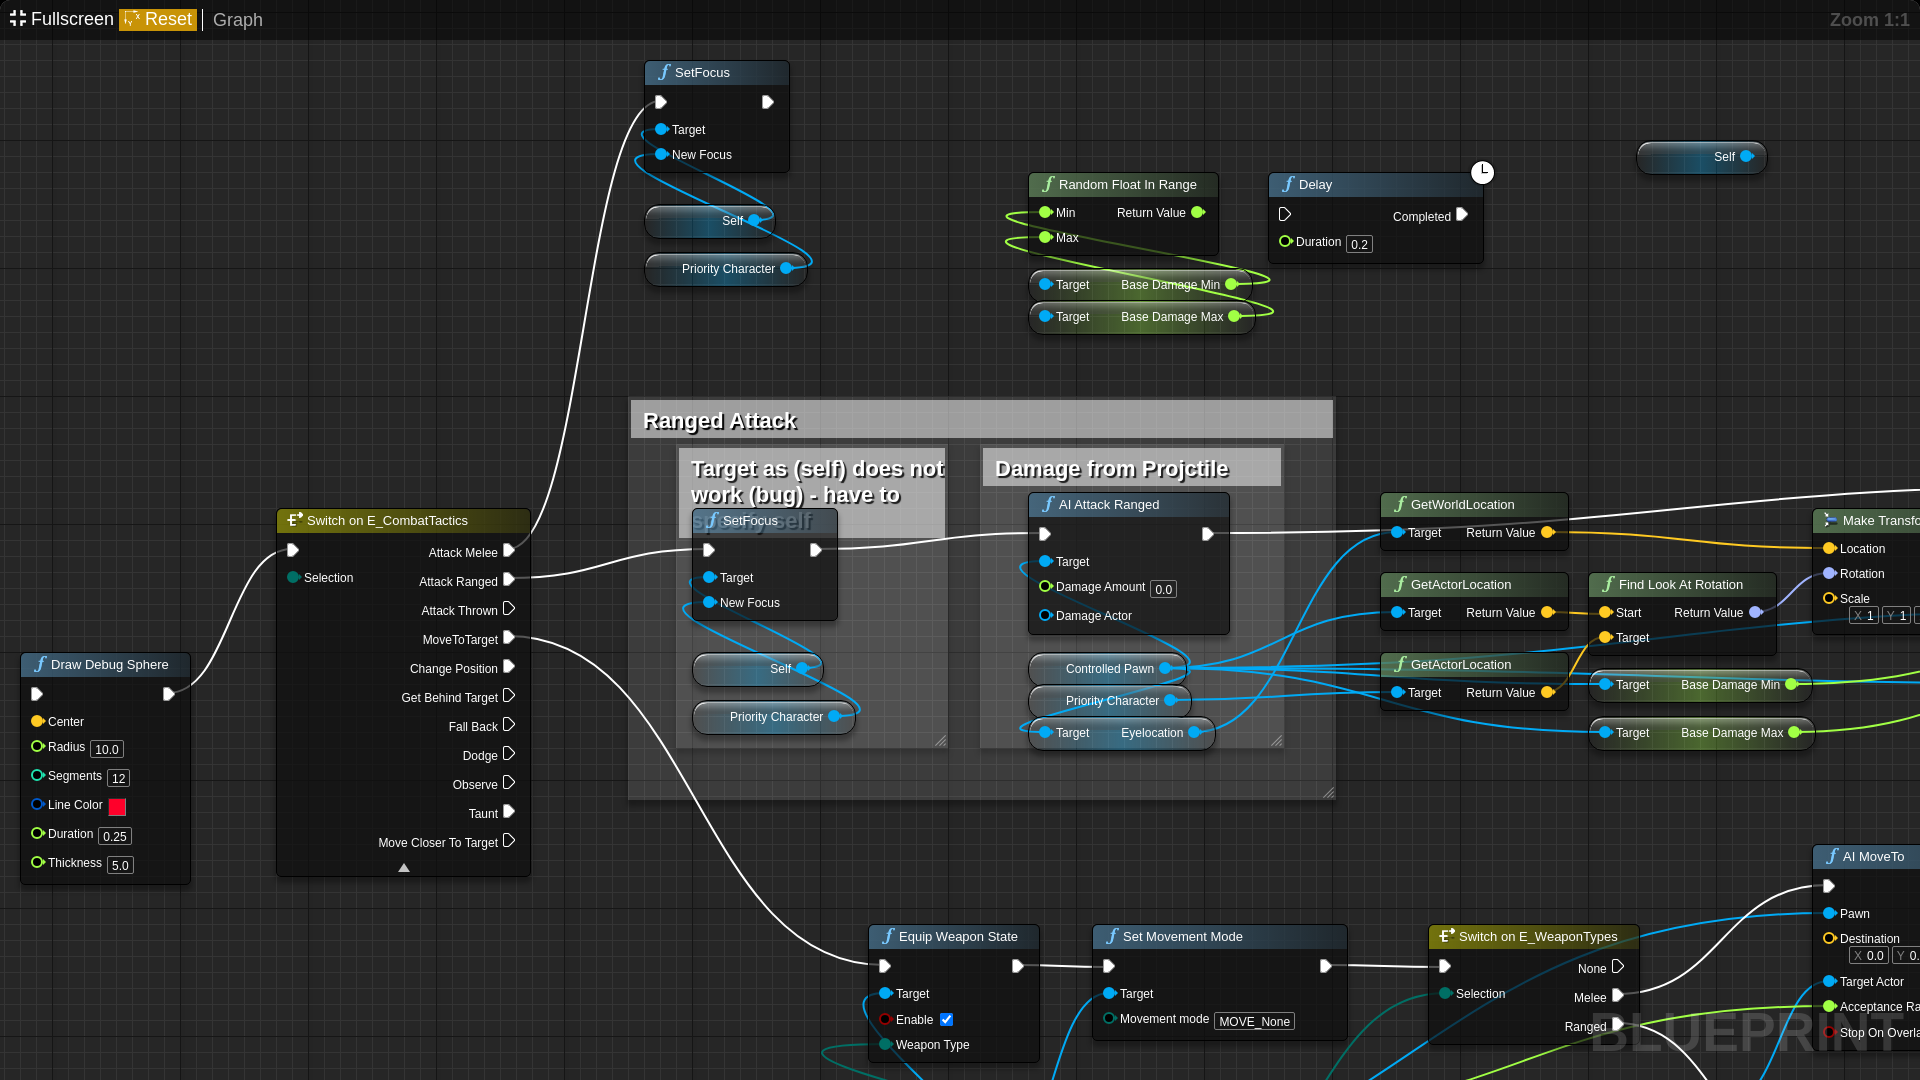 Fullscreen Reset Graph
Zoom 1:1
SetFocus
Target
New Focus
Self
Priority Character
Random Float In Range
Min Return Value
Max
Target Base Damage Min
Target Base Damage Max
Delay
Completed
Duration 0.2
Self
Ranged Attack
Target as (self) does not
work (bug) - have to
specify self
SetFocus
Target
New Focus
Self
Priority Character
Damage from Projctile
AI Attack Ranged
Target
Damage Amount 0.0
Damage Actor
Controlled Pawn
Priority Character
Target Eyelocation
GetWorldLocation
Target Return Value
GetActorLocation
Target Return Value
GetActorLocation
Target Return Value
Find Look At Rotation
Start Return Value
Target
Target Base Damage Min
Target Base Damage Max
Make Transfo
Location
Rotation
Scale
X 1 Y 1
Switch on E_CombatTactics
Attack Melee
Selection
Attack Ranged
Attack Thrown
MoveToTarget
Change Position
Get Behind Target
Fall Back
Dodge
Observe
Taunt
Move Closer To Target
Draw Debug Sphere
Center
Radius 10.0
Segments 12
Line Color
Duration 0.25
Thickness 5.0
Equip Weapon State
Target
Enable
Weapon Type
Set Movement Mode
Target
Movement mode MOVE_None
Switch on E_WeaponTypes
None
Selection
Melee
Ranged
AI MoveTo
Pawn
Destination
X 0.0 Y 0.
Target Actor
Acceptance Ra
Stop On Overla
BLUEPRINT